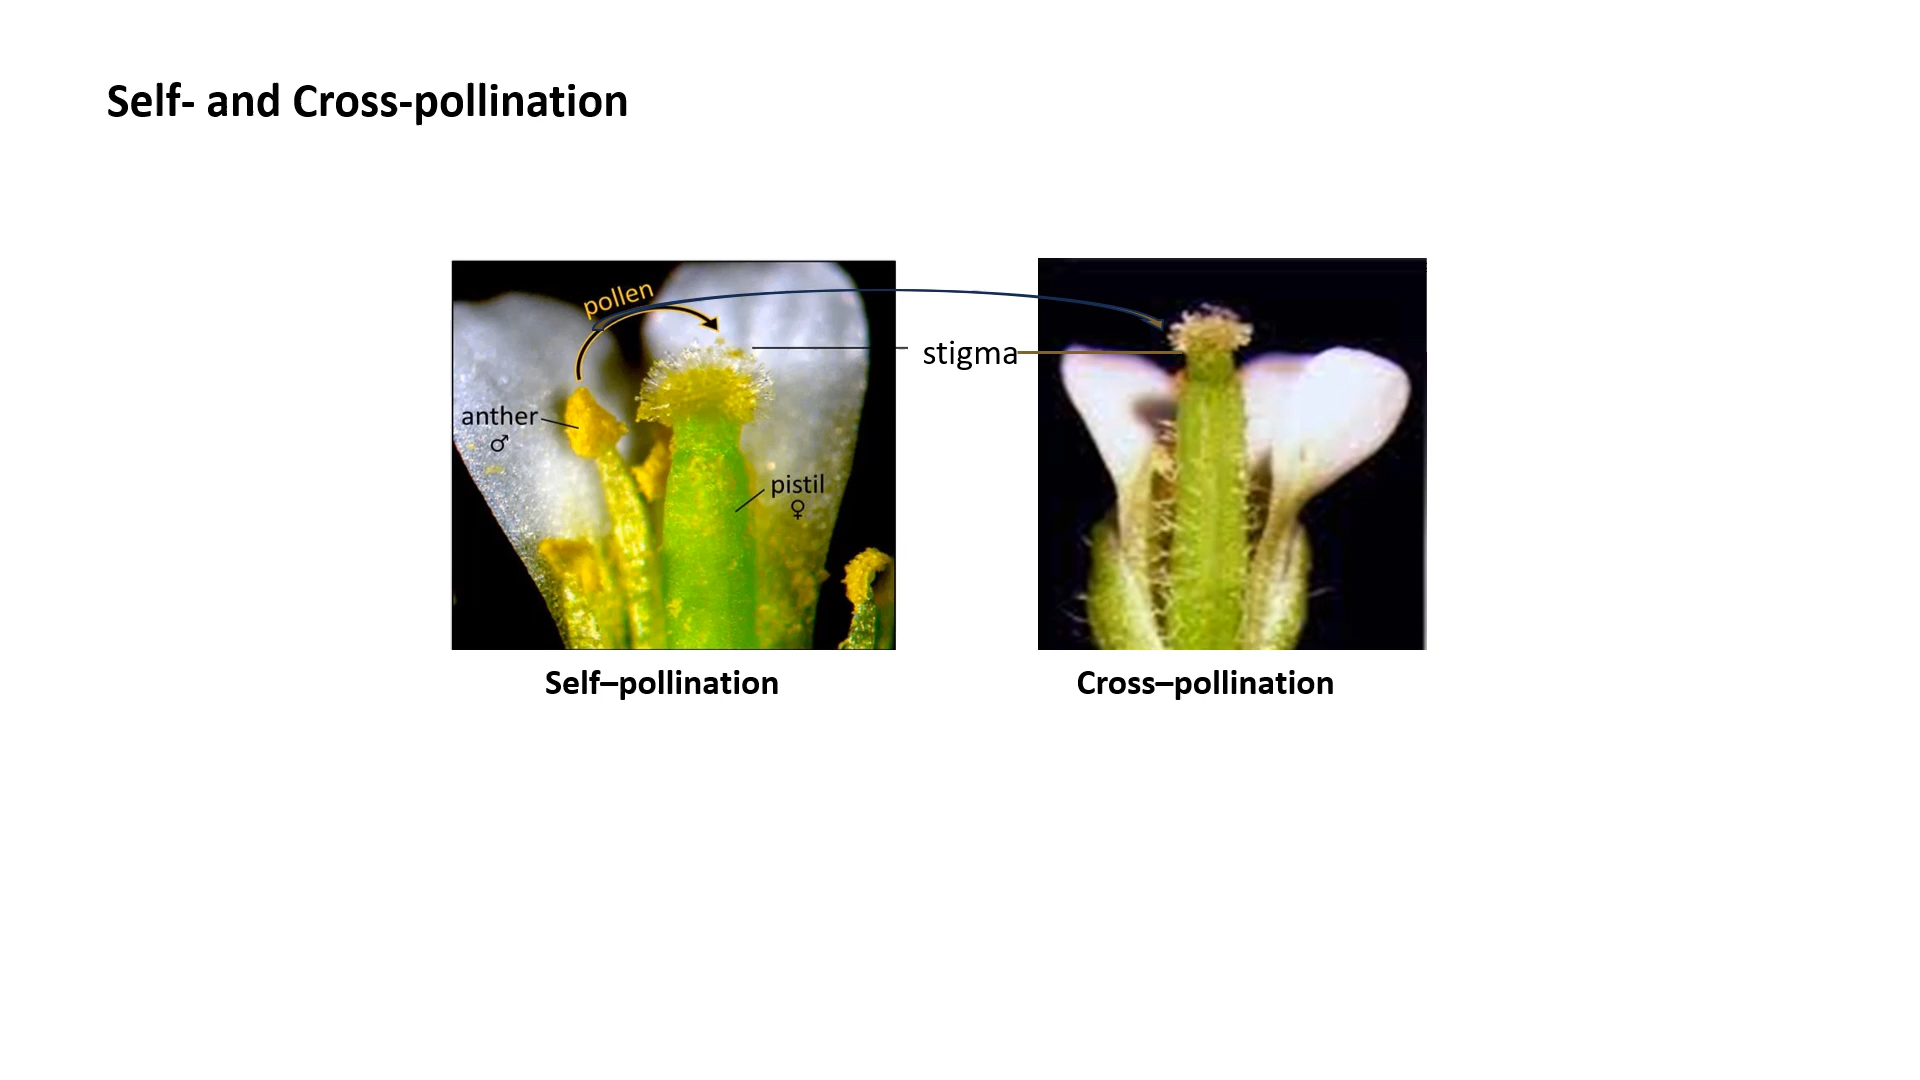 Self- and Cross-pollination
pollen
stigma
anther
♂
pistil
♀
Self–pollination
Cross–pollination